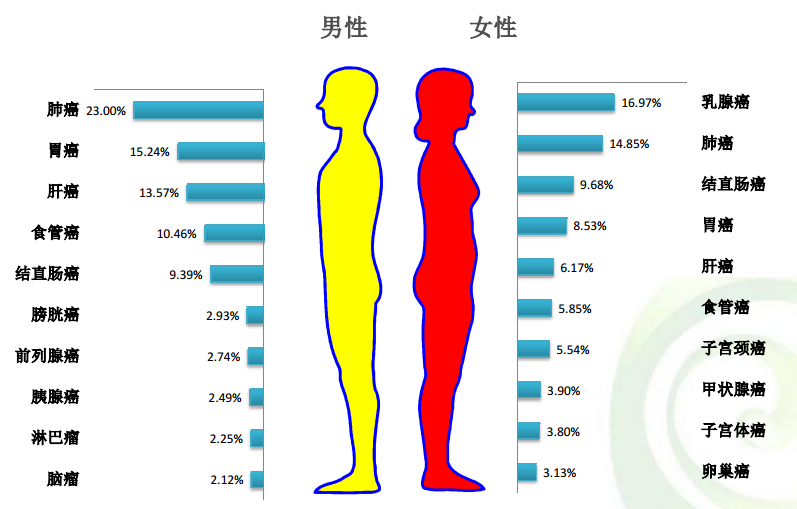 男性
女性
肺癌 23.00%
胃癌 15.24%
肝癌 13.57%
食管癌 10.46%
结直肠癌 9.39%
膀胱癌 2.93%
前列腺癌 2.74%
胰腺癌 2.49%
淋巴瘤 2.25%
脑瘤 2.12%
16.97% 乳腺癌
14.85% 肺癌
9.68% 结直肠癌
8.53% 胃癌
6.17% 肝癌
5.85% 食管癌
5.54% 子宫颈癌
3.90% 甲状腺癌
3.80% 子宫体癌
3.13% 卵巢癌